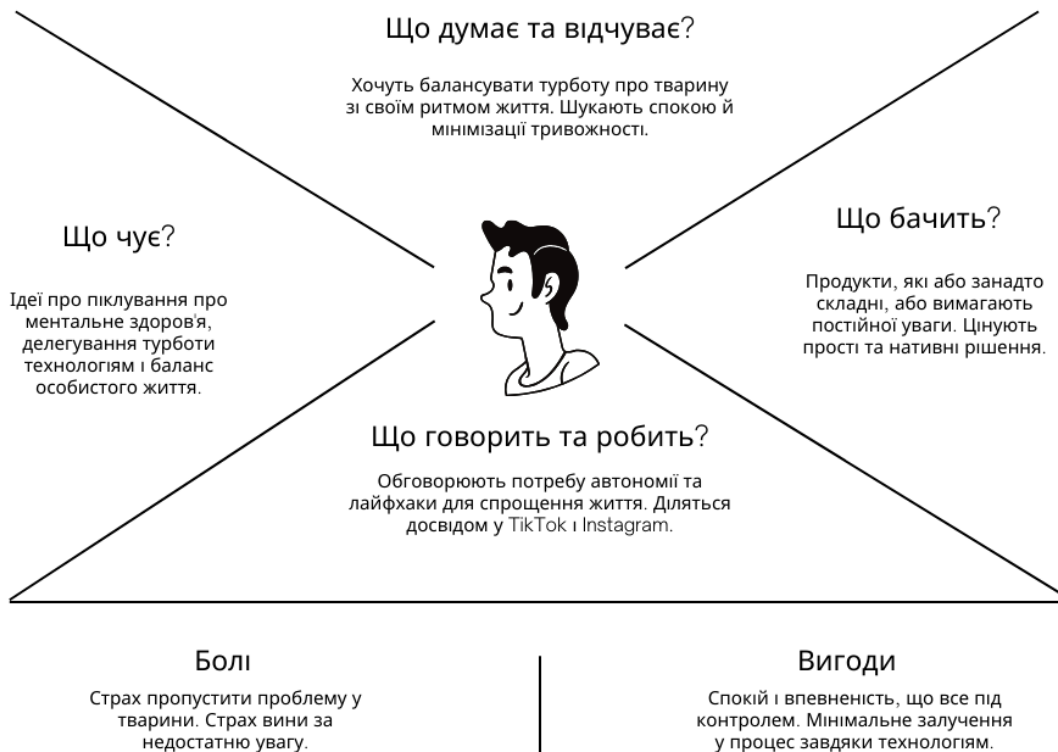 Що думає та відчуває?
Хочуть балансувати турботу про тварину
зі своїм ритмом життя. Шукають спокою й
мінімізації тривожності.
Що чує?
Ідеї про піклування про
ментальне здоров'я,
делегування турботи
технологіям і баланс
особистого життя.
Що бачить?
Продукти, які або занадто
складні, або вимагають
постійної уваги. Цінують
прості та нативні рішення.
Що говорить та робить?
Обговорюють потребу автономії та
лайфхаки для спрощення життя. Діляться
досвідом у TikTok і Instagram.
Болі
Страх пропустити проблему у
тварини. Страх вини за
недостатню увагу.
Вигоди
Спокій і впевненість, що все під
контролем. Мінімальне залучення
у процес завдяки технологіям.